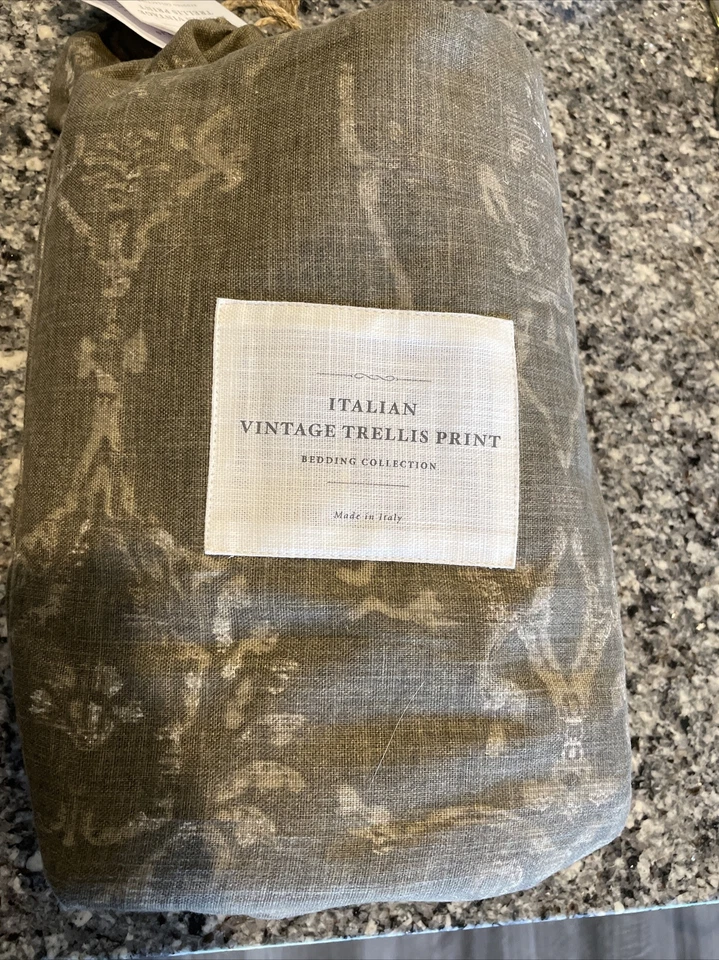 ITALIAN
VINTAGE TRELLIS PRINT
BEDDING COLLECTION
Made in Italy